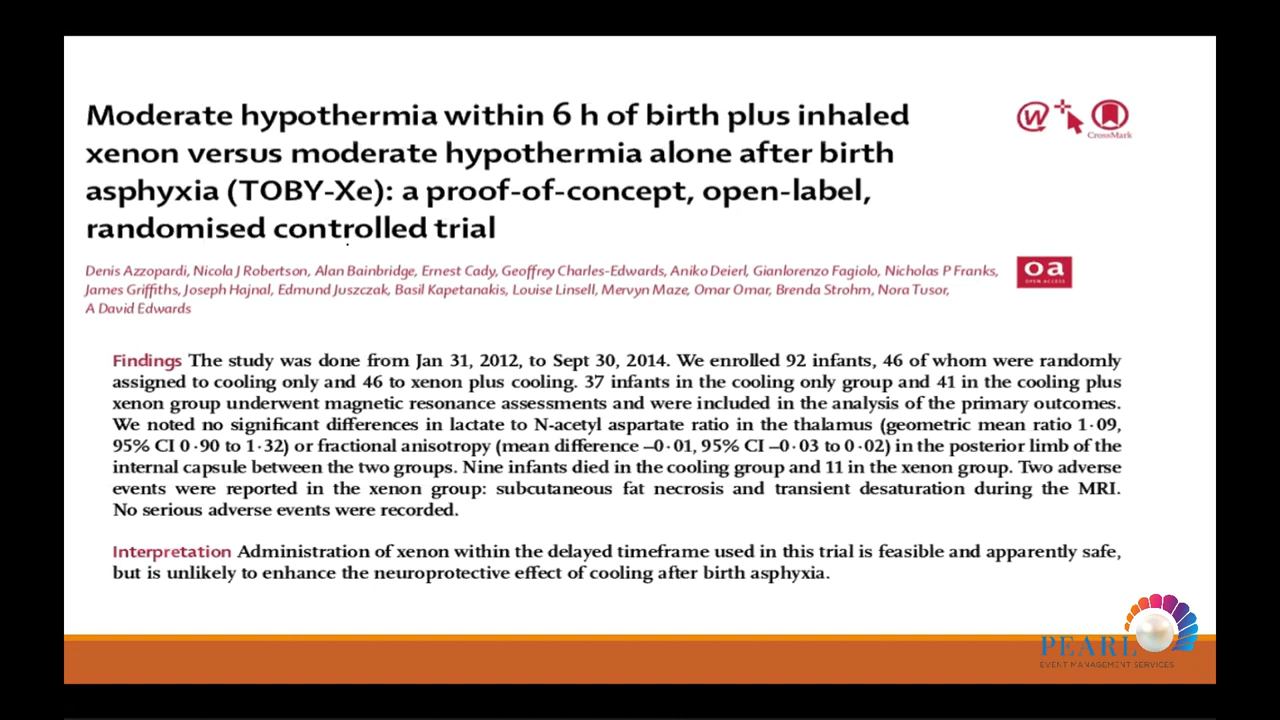 Moderate hypothermia within 6 h of birth plus inhaled
xenon versus moderate hypothermia alone after birth
asphyxia (TOBY-Xe): a proof-of-concept, open-label,
randomised controlled trial
W
CrossMark
Denis Azzopardi, Nicola J Robertson, Alan Bainbridge, Ernest Cady, Geoffrey Charles-Edwards, Aniko Deierl, Gianlorenzo Fagiolo, Nicholas P Franks,
James Griffiths, Joseph Hajnal, Edmund Juszczak, Basil Kapetanakis, Louise Linsell, Mervyn Maze, Omar Omar, Brenda Strohm, Nora Tusor,
A David Edwards
oa
OPEN ACCESS
Findings The study was done from Jan 31, 2012, to Sept 30, 2014. We enrolled 92 infants, 46 of whom were randomly
assigned to cooling only and 46 to xenon plus cooling. 37 infants in the cooling only group and 41 in the cooling plus
xenon group underwent magnetic resonance assessments and were included in the analysis of the primary outcomes.
We noted no significant differences in lactate to N-acetyl aspartate ratio in the thalamus (geometric mean ratio 1·09,
95% CI 0·90 to 1·32) or fractional anisotropy (mean difference –0·01, 95% CI –0·03 to 0·02) in the posterior limb of the
internal capsule between the two groups. Nine infants died in the cooling group and 11 in the xenon group. Two adverse
events were reported in the xenon group: subcutaneous fat necrosis and transient desaturation during the MRI.
No serious adverse events were recorded.
Interpretation Administration of xenon within the delayed timeframe used in this trial is feasible and apparently safe,
but is unlikely to enhance the neuroprotective effect of cooling after birth asphyxia.
PEARL
EVENT MANAGEMENT SERVICES